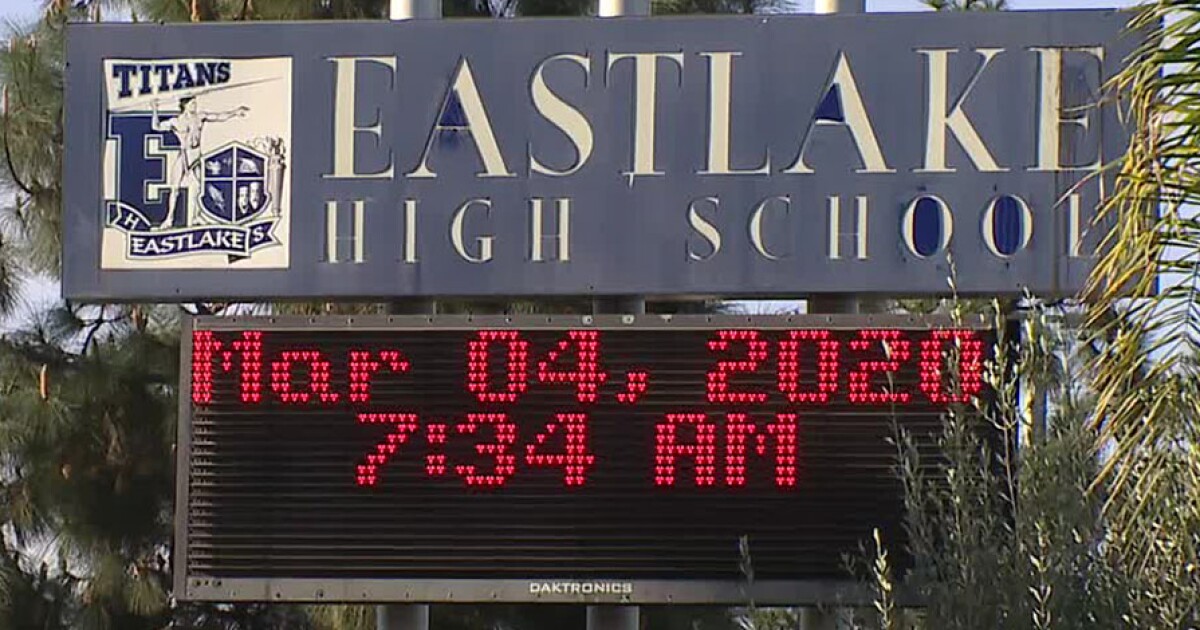 TITANS
E
H EASTLAKE S
EASTLAKE
HIGH SCHOOL
Mar 04, 2020
7:34 AM
DAKTRONICS